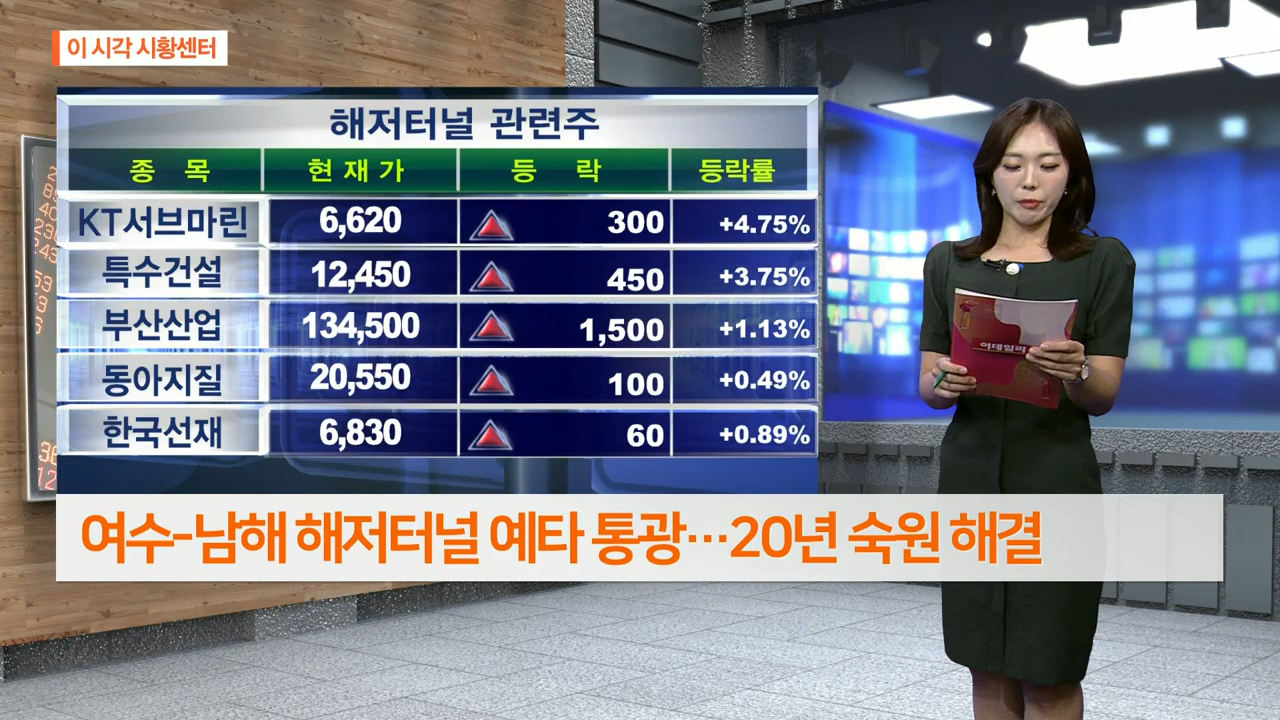 이 시각 시황센터
해저터널 관련주
종 목 현 재 가 등 락 등락률
KT서브마린 6,620 ▲ 300 +4.75%
특수건설 12,450 ▲ 450 +3.75%
부산산업 134,500 ▲ 1,500 +1.13%
동아지질 20,550 ▲ 100 +0.49%
한국선재 6,830 ▲ 60 +0.89%
이데일리
여수-남해 해저터널 예타 통광…20년 숙원 해결